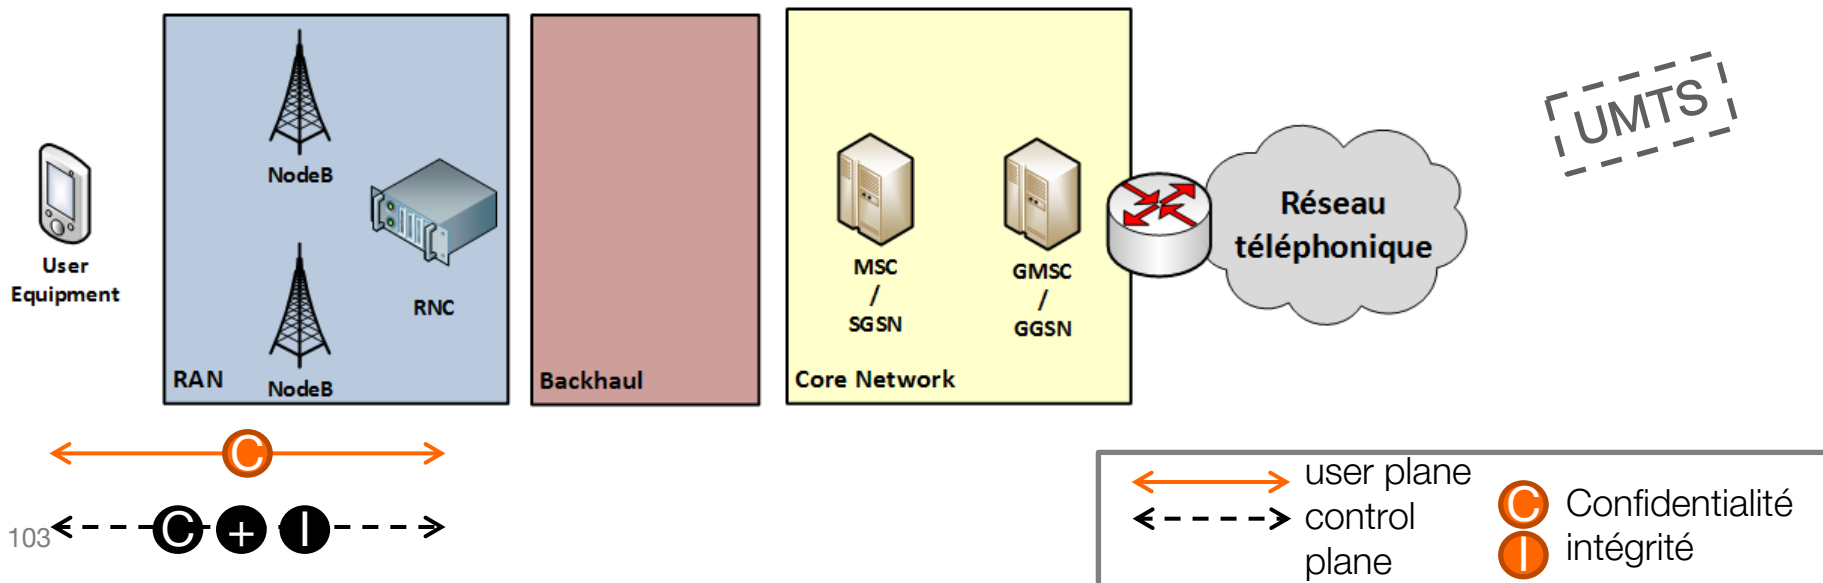 UMTS
NodeB
User
Equipment
RNC
NodeB
RAN
Backhaul
MSC
/
SGSN
GMSC
/
GGSN
Core Network
Réseau
téléphonique
C
C + I
103
user plane
control
plane
C Confidentialité
I intégrité